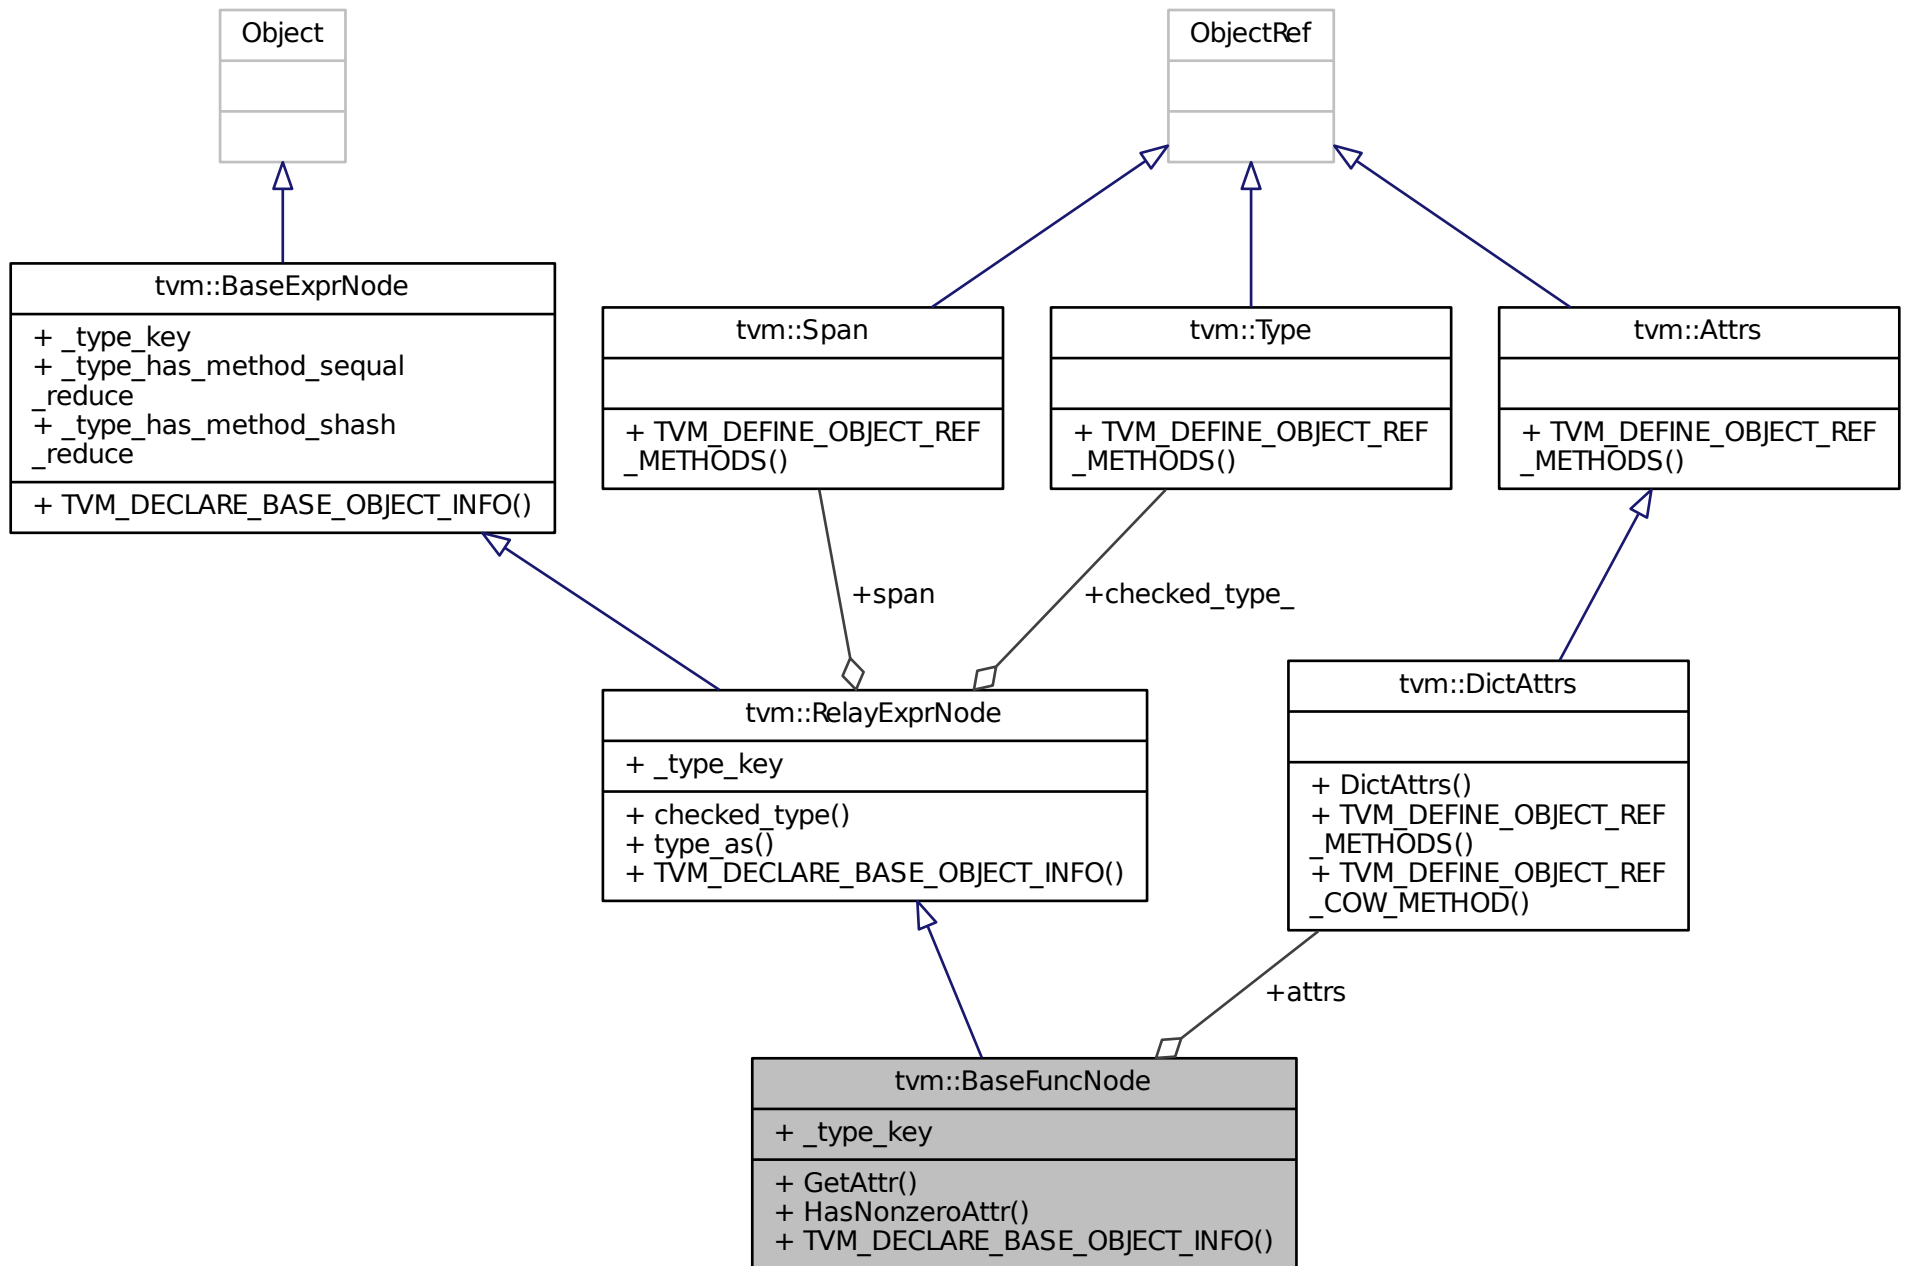 Object
ObjectRef
tvm::BaseExprNode
+ _type_key
+ _type_has_method_sequal
_reduce
+ _type_has_method_shash
_reduce
+ TVM_DECLARE_BASE_OBJECT_INFO()
tvm::Span
+ TVM_DEFINE_OBJECT_REF
_METHODS()
tvm::Type
+ TVM_DEFINE_OBJECT_REF
_METHODS()
tvm::Attrs
+ TVM_DEFINE_OBJECT_REF
_METHODS()
+span
+checked_type_
tvm::RelayExprNode
+ _type_key
+ checked_type()
+ type_as()
+ TVM_DECLARE_BASE_OBJECT_INFO()
tvm::DictAttrs
+ DictAttrs()
+ TVM_DEFINE_OBJECT_REF
_METHODS()
+ TVM_DEFINE_OBJECT_REF
_COW_METHOD()
+attrs
tvm::BaseFuncNode
+ _type_key
+ GetAttr()
+ HasNonzeroAttr()
+ TVM_DECLARE_BASE_OBJECT_INFO()